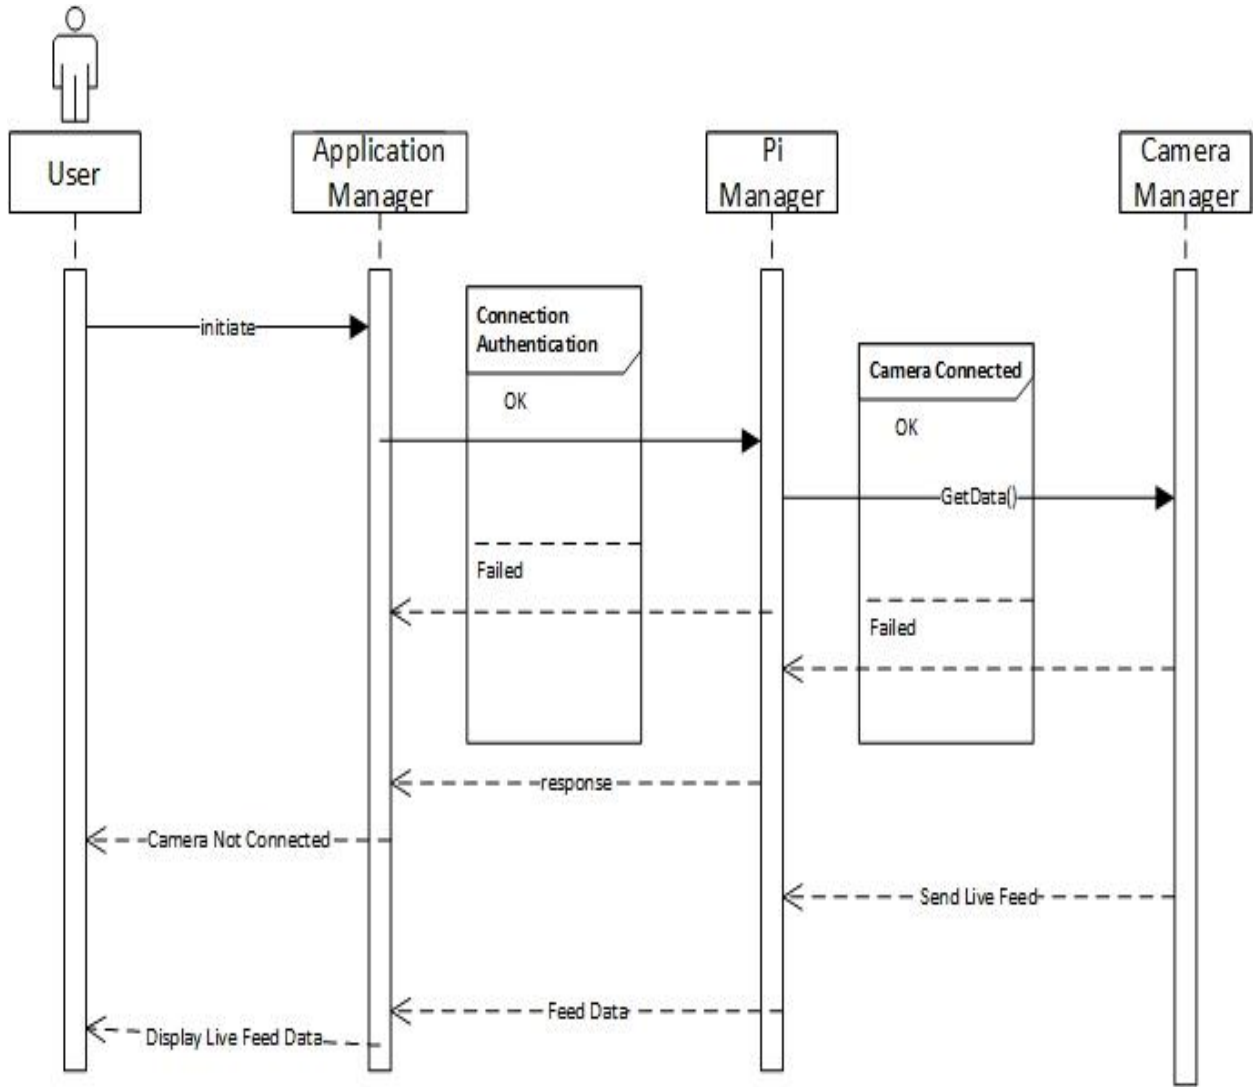 User
Application
Manager
Pi
Manager
Camera
Manager
initiate
Connection
Authentication
OK
Camera Connected
OK
GetData()
Failed
Failed
response
Camera Not Connected
Send Live Feed
Feed Data
Display Live Feed Data